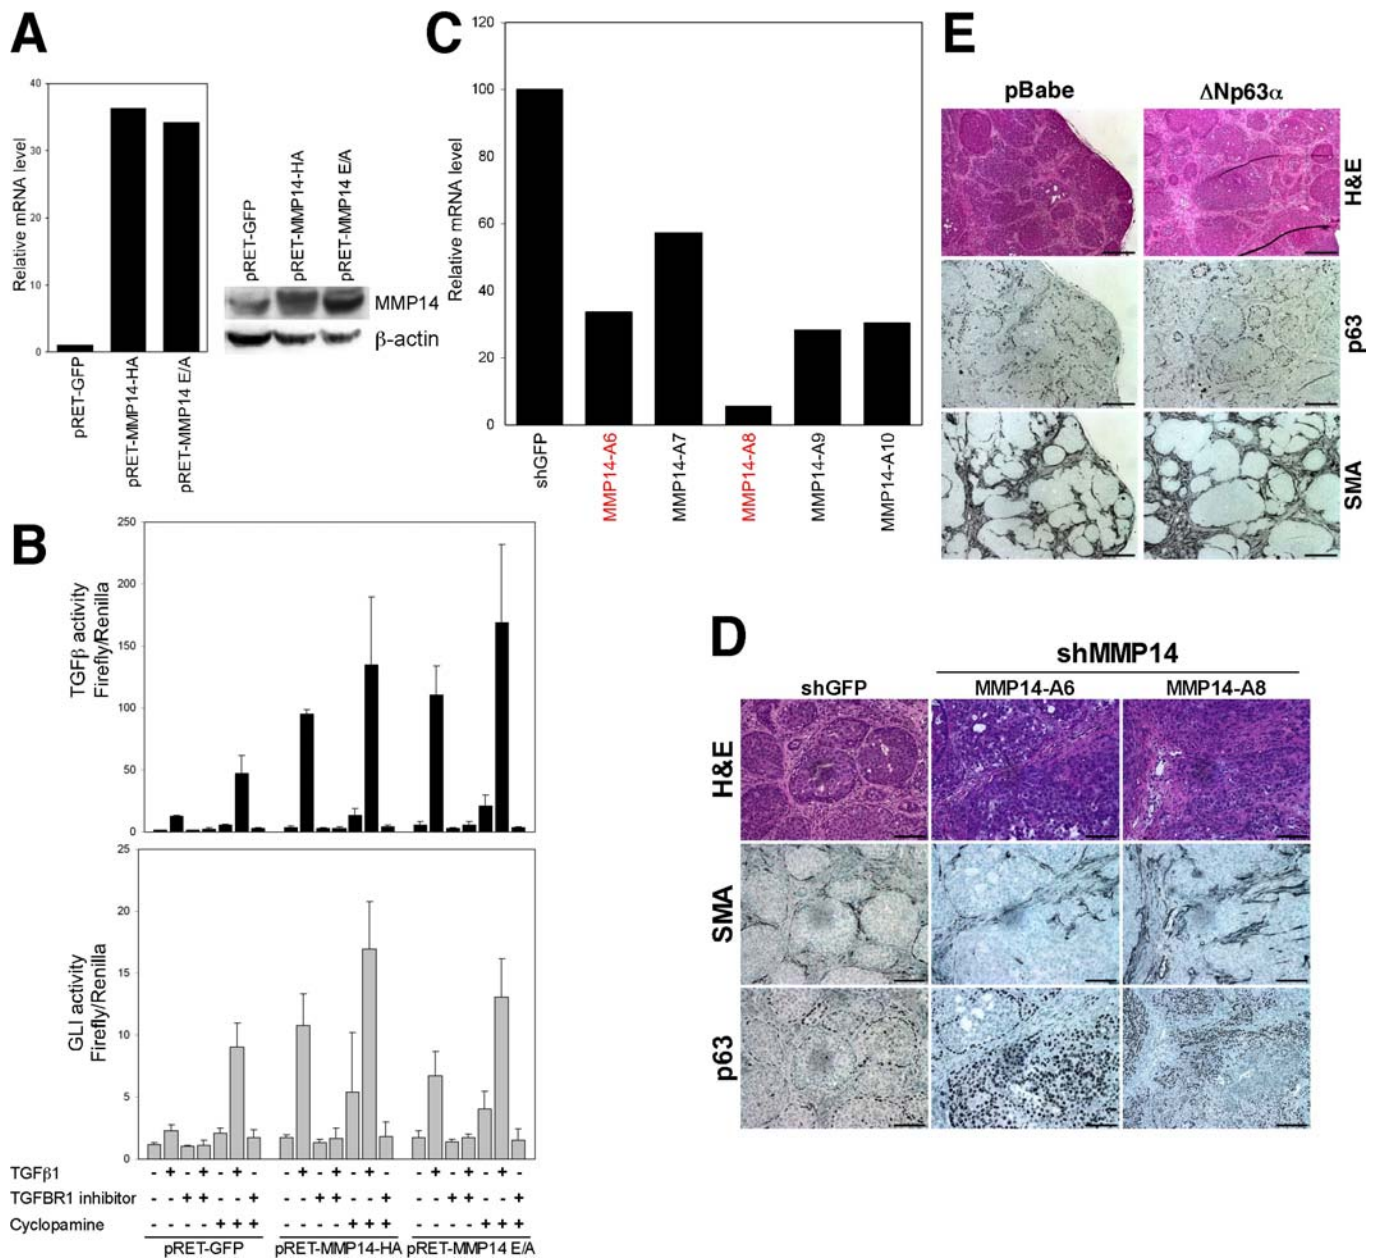 A
Relative mRNA level
40
30
20
10
0
pRET-GFP
pRET-MMP14-HA
pRET-MMP14 E/A
pRET-GFP
pRET-MMP14-HA
pRET-MMP14 E/A
MMP14
β-actin
C
Relative mRNA level
120
100
80
60
40
20
0
shGFP
MMP14-A6
MMP14-A7
MMP14-A8
MMP14-A9
MMP14-A10
E
pBabe ΔNp63α
H&E
p63
SMA
B
TGFβ activity
Firefly/Renilla
250
200
150
100
50
0
GLI activity
Firefly/Renilla
25
20
15
10
5
0
TGFβ1 - + - + - + - - + - + - + - - + - + - + -
TGFBR1 inhibitor - - + + - - + - - + + - - + - - + + - - +
Cyclopamine - - - - + + + - - - - + + + - - - - + + +
pRET-GFP pRET-MMP14-HA pRET-MMP14 E/A
D
shMMP14
shGFP MMP14-A6 MMP14-A8
H&E
SMA
p63